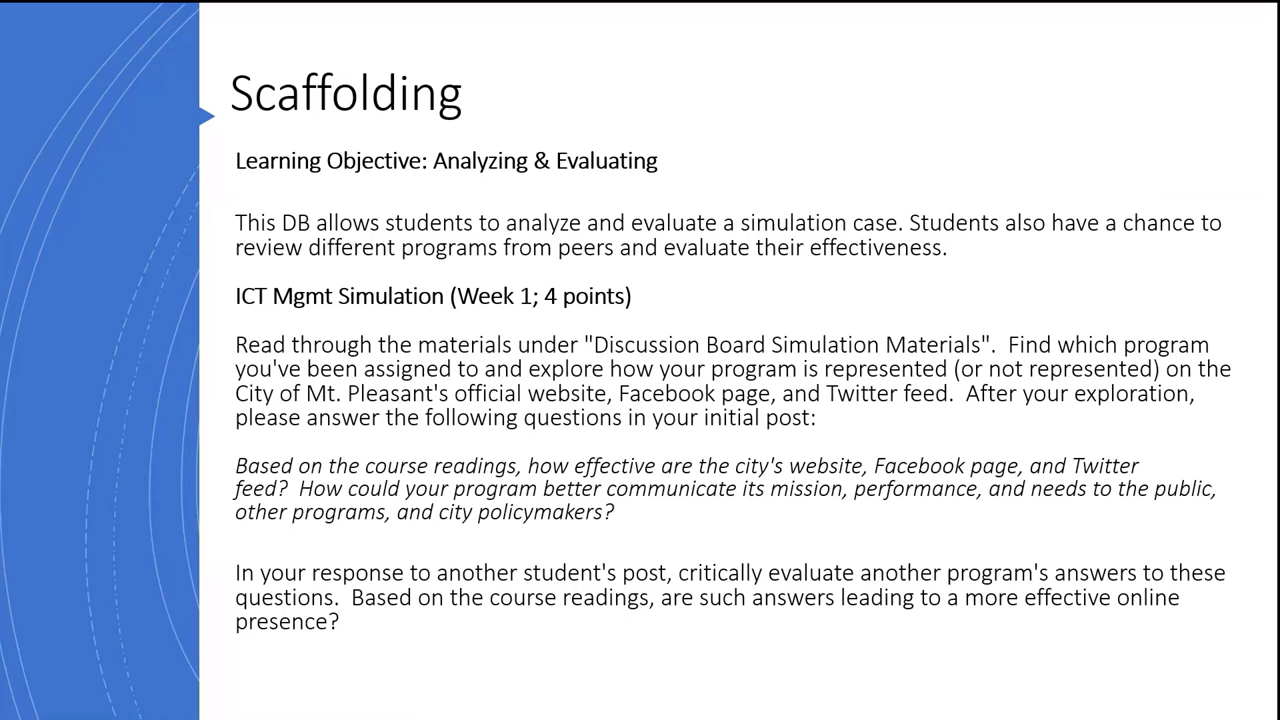 Scaffolding
Learning Objective: Analyzing & Evaluating
This DB allows students to analyze and evaluate a simulation case. Students also have a chance to
review different programs from peers and evaluate their effectiveness.
ICT Mgmt Simulation (Week 1; 4 points)
Read through the materials under "Discussion Board Simulation Materials".  Find which program
you've been assigned to and explore how your program is represented (or not represented) on the
City of Mt. Pleasant's official website, Facebook page, and Twitter feed.  After your exploration,
please answer the following questions in your initial post:
Based on the course readings, how effective are the city's website, Facebook page, and Twitter
feed?  How could your program better communicate its mission, performance, and needs to the public,
other programs, and city policymakers?
In your response to another student's post, critically evaluate another program's answers to these
questions.  Based on the course readings, are such answers leading to a more effective online
presence?